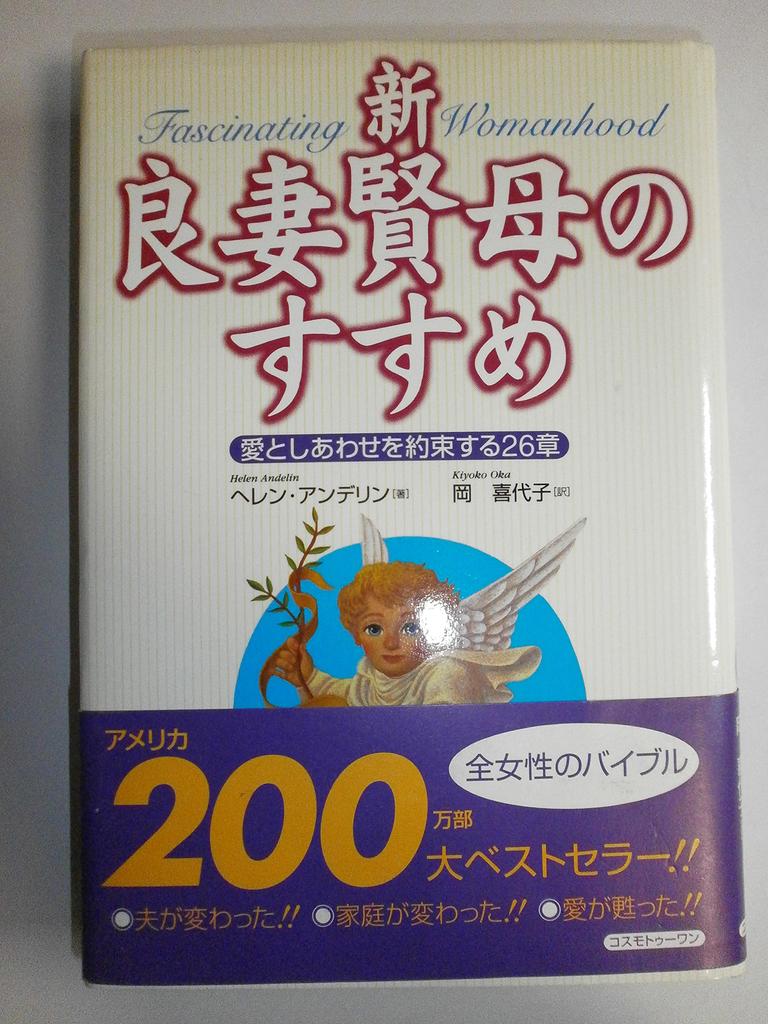 新
Fascinating Womanhood
良妻賢母の
すすめ
愛としあわせを約束する26章
Helen Andelin
ヘレン・アンデリン[著]
Kiyoko Oka
岡 喜代子[訳]
アメリカ
200万部
全女性のバイブル
大ベストセラー!!
●夫が変わった!! ●家庭が変わった!! ●愛が甦った!!
コスモトゥーワン